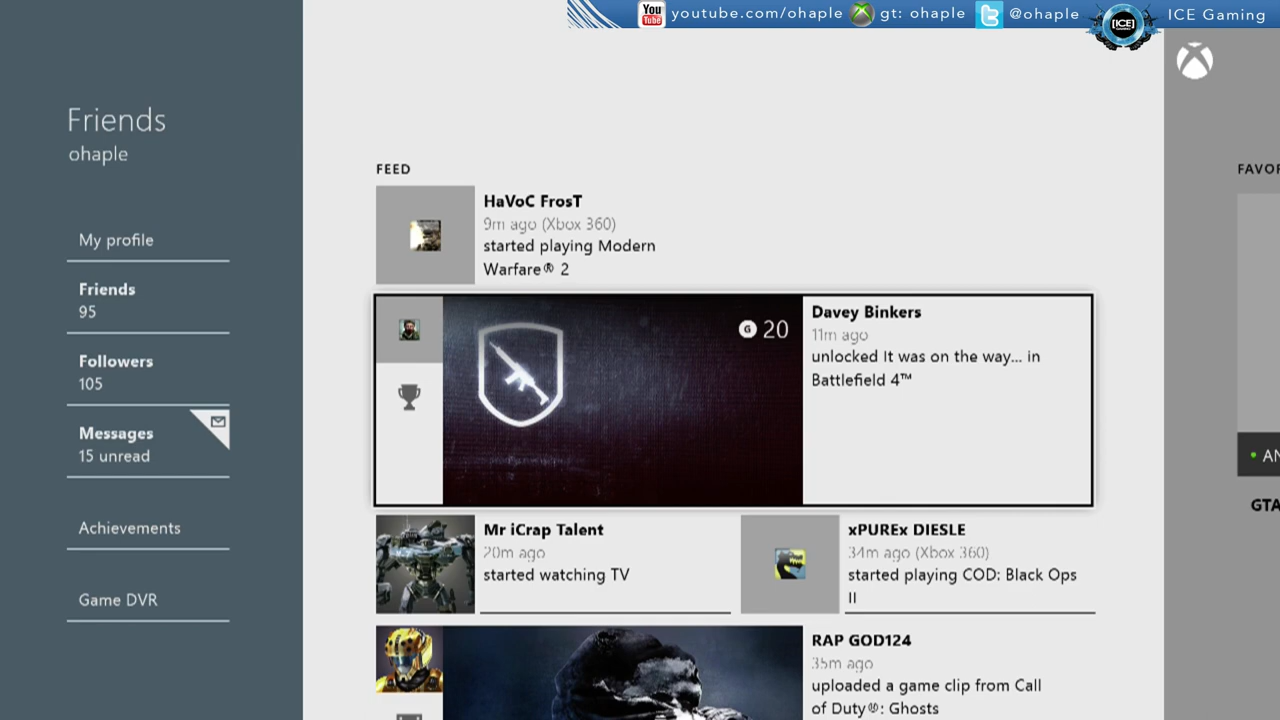 You
Tube
youtube.com/ohaple
gt: ohaple
@ohaple
[ICE]
ICE Gaming
Friends
ohaple
My profile
Friends
95
Followers
105
Messages
15 unread
Achievements
Game DVR
FEED
HaVoC FrosT
9m ago (Xbox 360)
started playing Modern
Warfare® 2
G 20
Davey Binkers
11m ago
unlocked It was on the way... in
Battlefield 4™
Mr iCrap Talent
20m ago
started watching TV
xPUREx DIESLE
34m ago (Xbox 360)
started playing COD: Black Ops
II
RAP GOD124
35m ago
uploaded a game clip from Call
of Duty®: Ghosts
FAVOR
AN
GTA